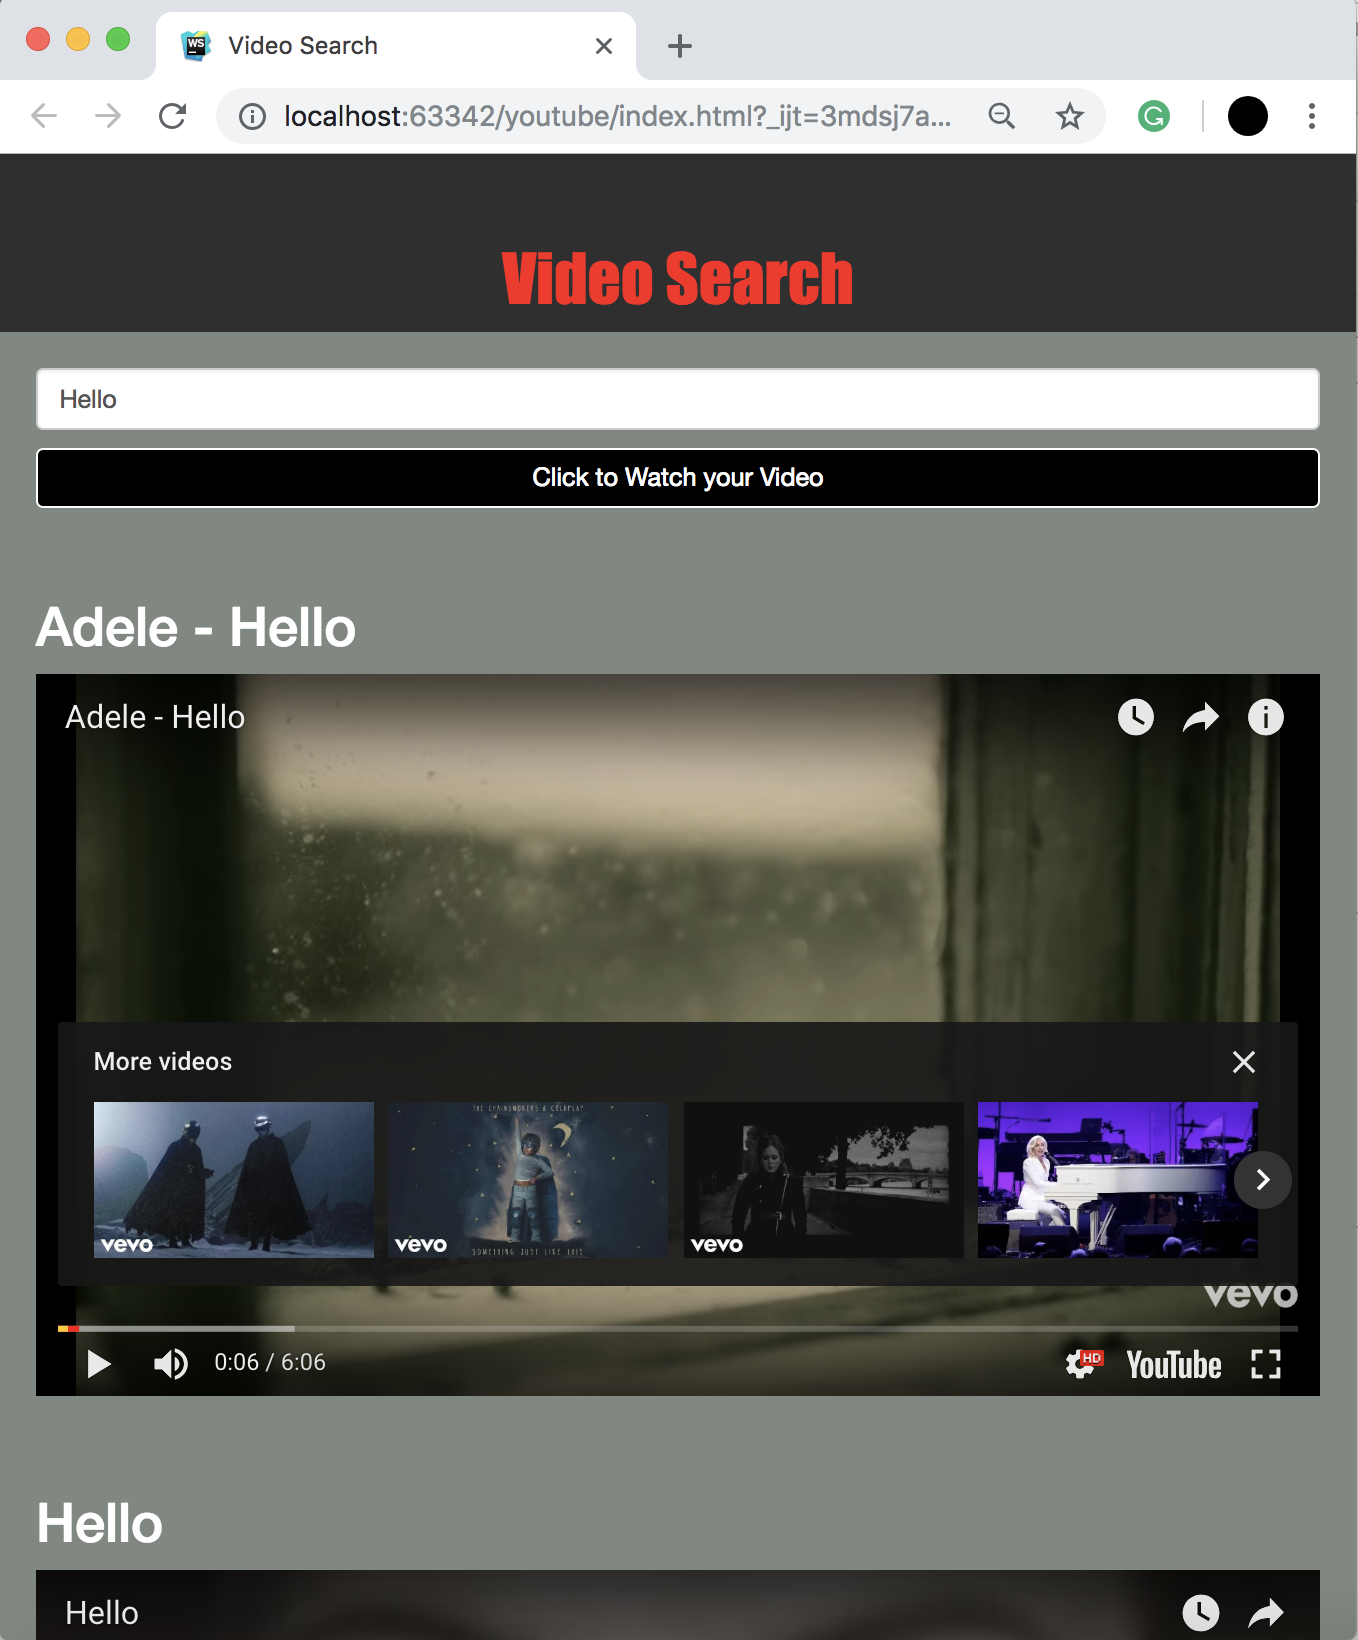 WS
Video Search
localhost:63342/youtube/index.html?_ijt=3mdsj7a...
G
Video Search
Hello
Click to Watch your Video
Adele - Hello
Adele - Hello
More videos
THE CHAINSMOKERS & COLDPLAY
SOMETHING JUST LIKE THIS
vevo
vevo
vevo
vevo
0:06 / 6:06
HD
YouTube
Hello
Hello